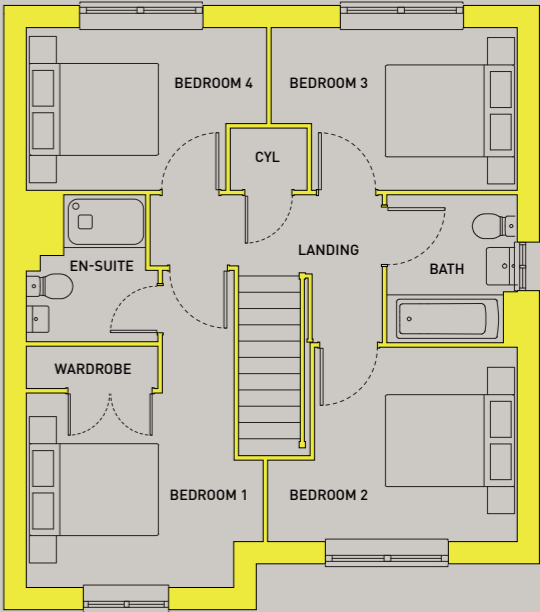 BEDROOM 4
BEDROOM 3
CYL
LANDING
EN-SUITE
BATH
WARDROBE
BEDROOM 1
BEDROOM 2